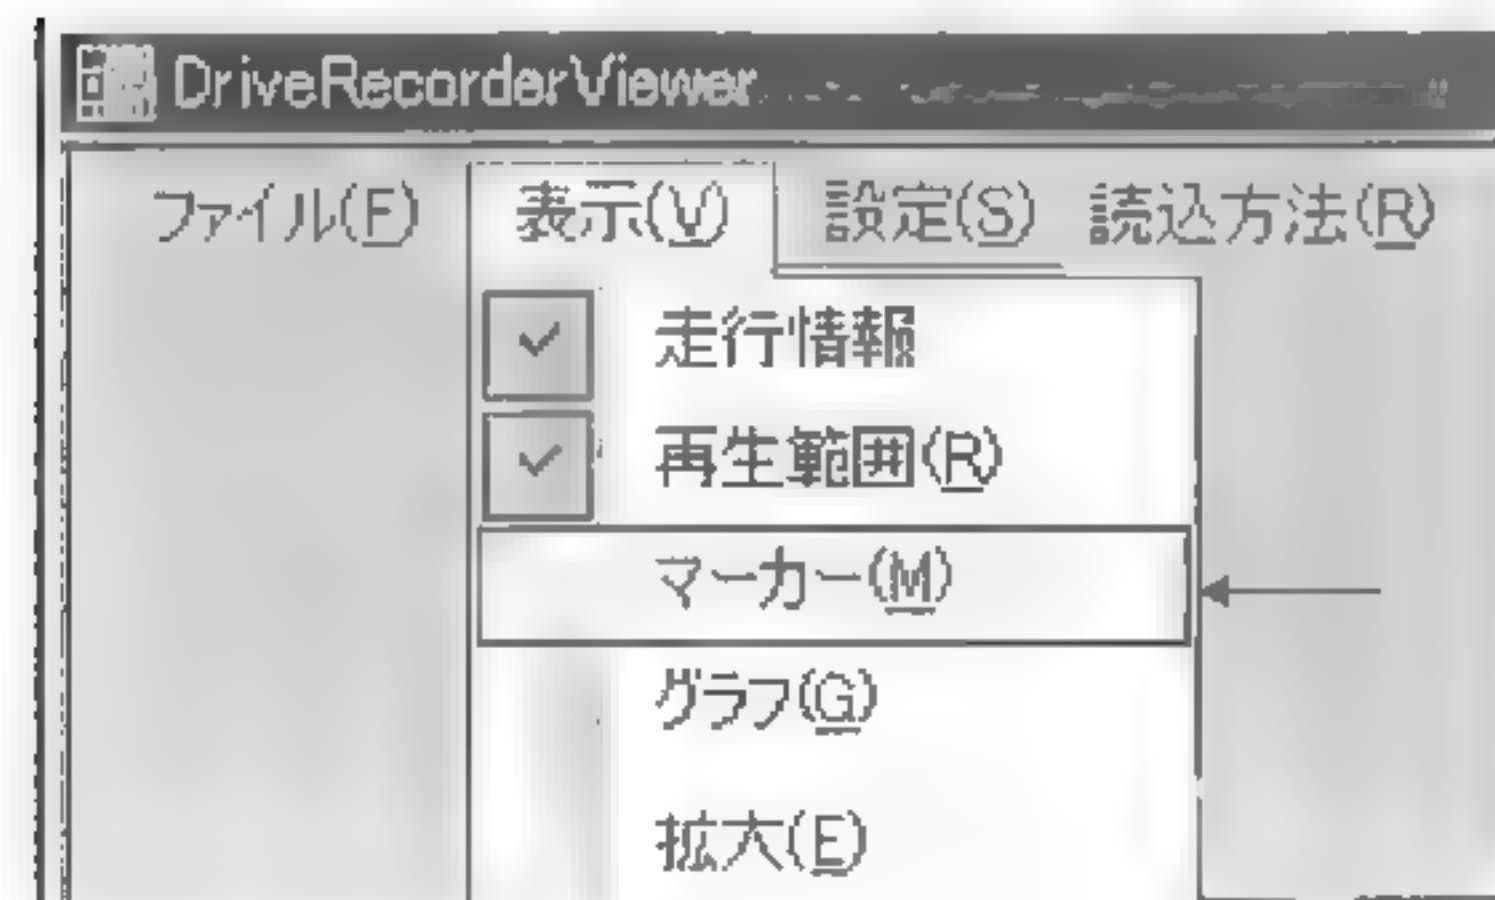 DriveRecorderViewer
ファイル(F) 表示(V) 設定(S) 読込方法(R)
走行情報
再生範囲(R)
マーカー(M)
グラフ(G)
拡大(E)